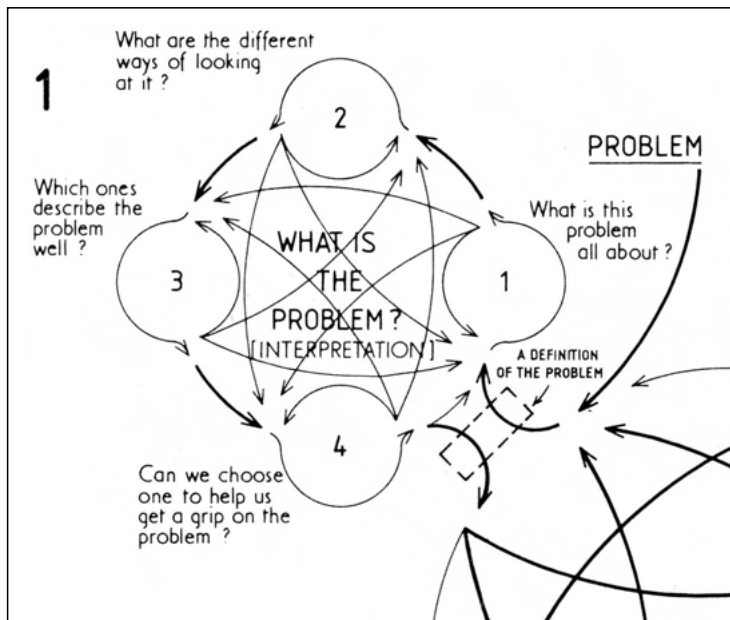 1
What are the different
ways of looking
at it ?
2
PROBLEM
Which ones
describe the
problem
well ?
3
WHAT IS
THE
PROBLEM ?
[INTERPRETATION]
1
What is this
problem
all about ?
A DEFINITION
OF THE PROBLEM
4
Can we choose
one to help us
get a grip on the
problem ?